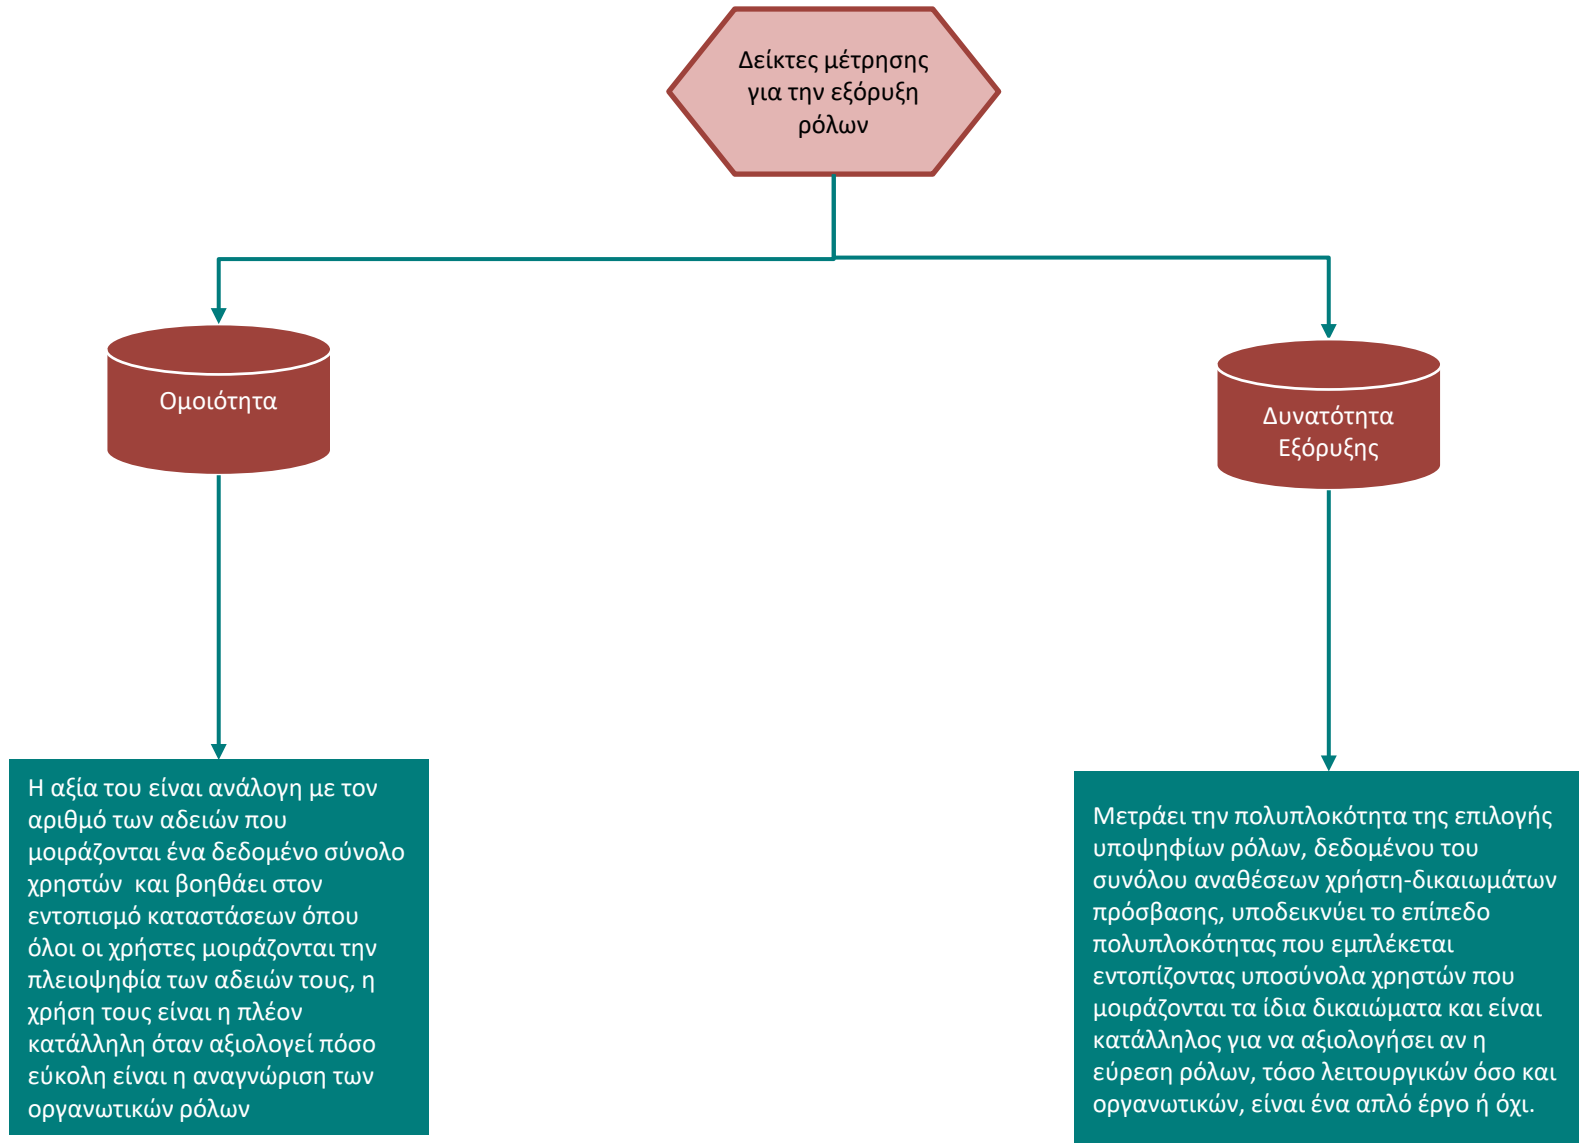 Δείκτες μέτρησης
για την εξόρυξη
ρόλων
Ομοιότητα
Δυνατότητα
Εξόρυξης
Η αξία του είναι ανάλογη με τον
αριθμό των αδειών που
μοιράζονται ένα δεδομένο σύνολο
χρηστών  και βοηθάει στον
εντοπισμό καταστάσεων όπου
όλοι οι χρήστες μοιράζονται την
πλειοψηφία των αδειών τους, η
χρήση τους είναι η πλέον
κατάλληλη όταν αξιολογεί πόσο
εύκολη είναι η αναγνώριση των
οργανωτικών ρόλων
Μετράει την πολυπλοκότητα της επιλογής
υποψηφίων ρόλων, δεδομένου του
συνόλου αναθέσεων χρήστη-δικαιωμάτων
πρόσβασης, υποδεικνύει το επίπεδο
πολυπλοκότητας που εμπλέκεται
εντοπίζοντας υποσύνολα χρηστών που
μοιράζονται τα ίδια δικαιώματα και είναι
κατάλληλος για να αξιολογήσει αν η
εύρεση ρόλων, τόσο λειτουργικών όσο και
οργανωτικών, είναι ένα απλό έργο ή όχι.